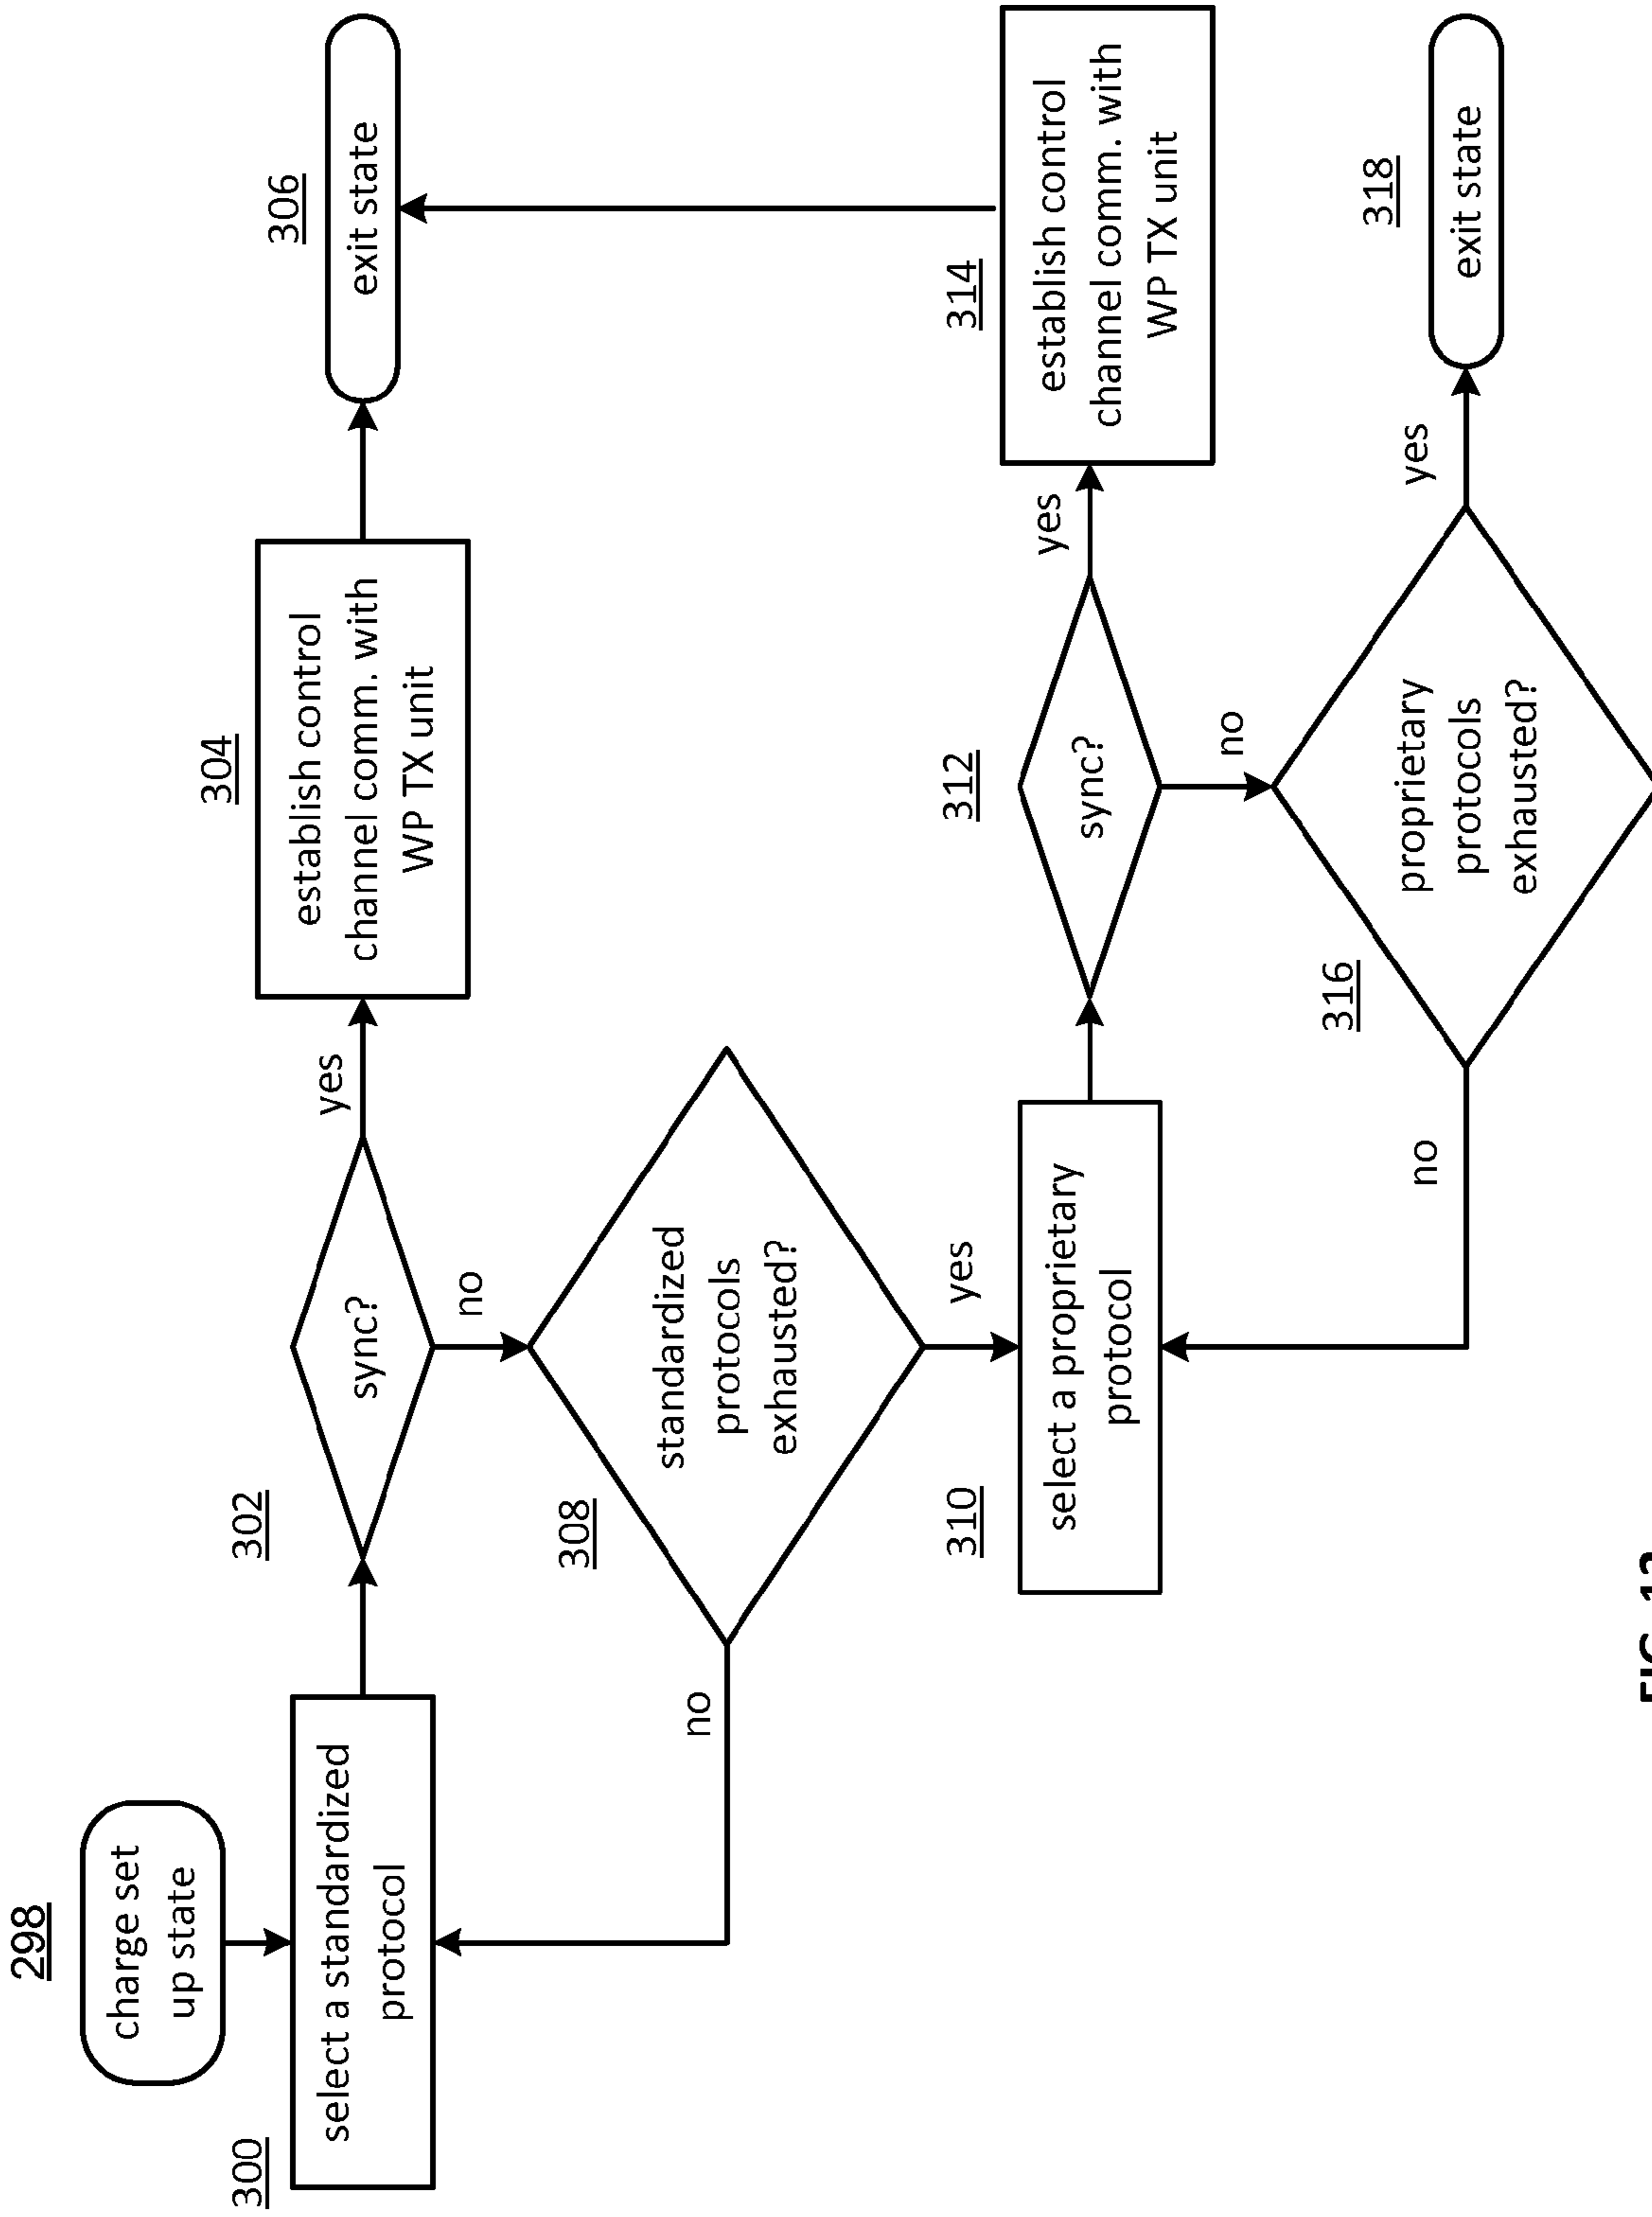 298
charge set
up state
300
select a standardized
protocol
302
sync?
yes
no
304
establish control
channel comm. with
WP TX unit
306
exit state
308
standardized
protocols
exhausted?
no
yes
310
select a proprietary
protocol
312
sync?
yes
no
314
establish control
channel comm. with
WP TX unit
316
proprietary
protocols
exhausted?
no
yes
318
exit state